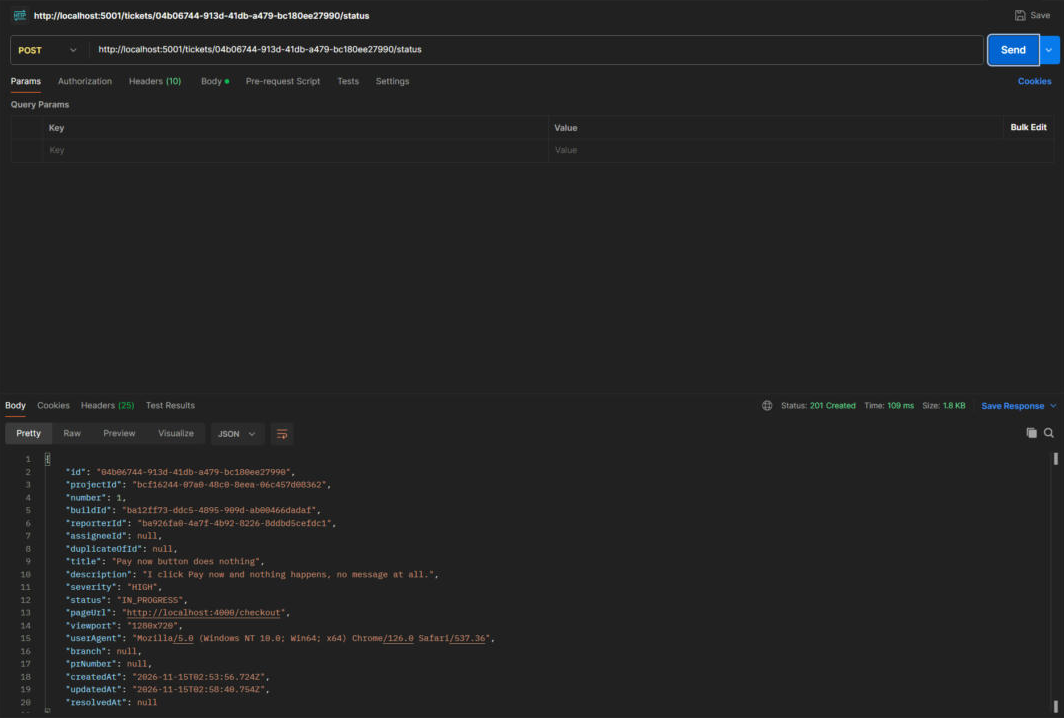 HTTP http://localhost:5001/tickets/04b06744-913d-41db-a479-bc180ee27990/status Save
POST http://localhost:5001/tickets/04b06744-913d-41db-a479-bc180ee27990/status Send
Params Authorization Headers (10) Body Pre-request Script Tests Settings Cookies
Query Params
Key Value Bulk Edit
Key Value
Body Cookies Headers (25) Test Results Status: 201 Created Time: 109 ms Size: 1.8 KB Save Response
Pretty Raw Preview Visualize JSON
1 {
2 "id": "04b06744-913d-41db-a479-bc180ee27990",
3 "projectId": "bcf16244-07a0-48c0-8eea-06c457d08362",
4 "number": 1,
5 "buildId": "ba12ff73-ddc5-4895-909d-ab00466dadaf",
6 "reporterId": "ba926fa0-4a7f-4b92-8226-8ddbd5cefdc1",
7 "assigneeId": null,
8 "duplicateOfId": null,
9 "title": "Pay now button does nothing",
10 "description": "I click Pay now and nothing happens, no message at all.",
11 "severity": "HIGH",
12 "status": "IN_PROGRESS",
13 "pageUrl": "http://localhost:4000/checkout",
14 "viewport": "1280x720",
15 "userAgent": "Mozilla/5.0 (Windows NT 10.0; Win64; x64) Chrome/126.0 Safari/537.36",
16 "branch": null,
17 "prNumber": null,
18 "createdAt": "2026-11-15T02:53:56.724Z",
19 "updatedAt": "2026-11-15T02:58:40.754Z",
20 "resolvedAt": null